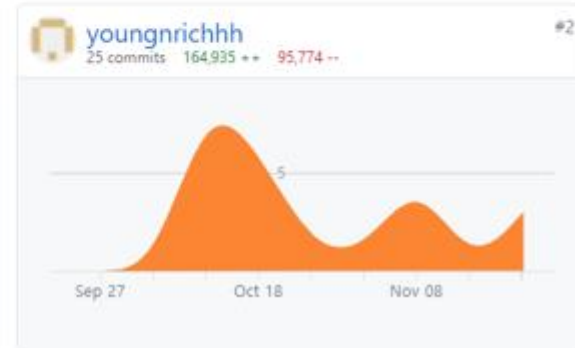 youngnrichhh
#2
25 commits 164,935 ++ 95,774 --
5
Sep 27 Oct 18 Nov 08